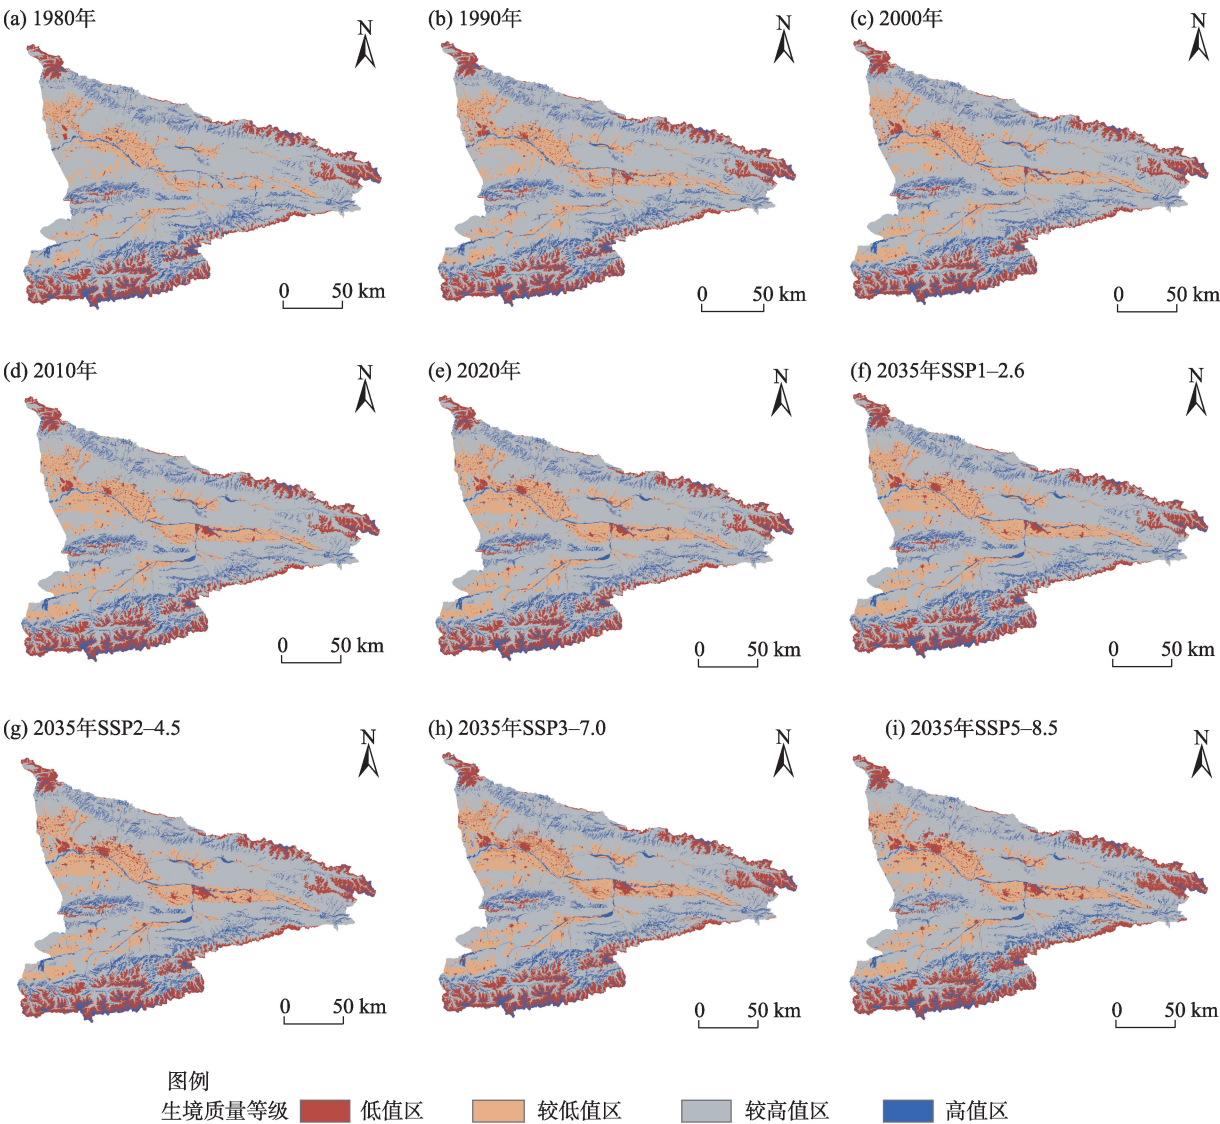 (a) 1980年
(b) 1990年
(c) 2000年
N
N
N
0 50 km
0 50 km
0 50 km
(d) 2010年
(e) 2020年
(f) 2035年SSP1–2.6
N
N
N
0 50 km
0 50 km
0 50 km
(g) 2035年SSP2–4.5
(h) 2035年SSP3–7.0
(i) 2035年SSP5–8.5
N
N
N
0 50 km
0 50 km
0 50 km
图例
生境质量等级 低值区 较低值区 较高值区 高值区